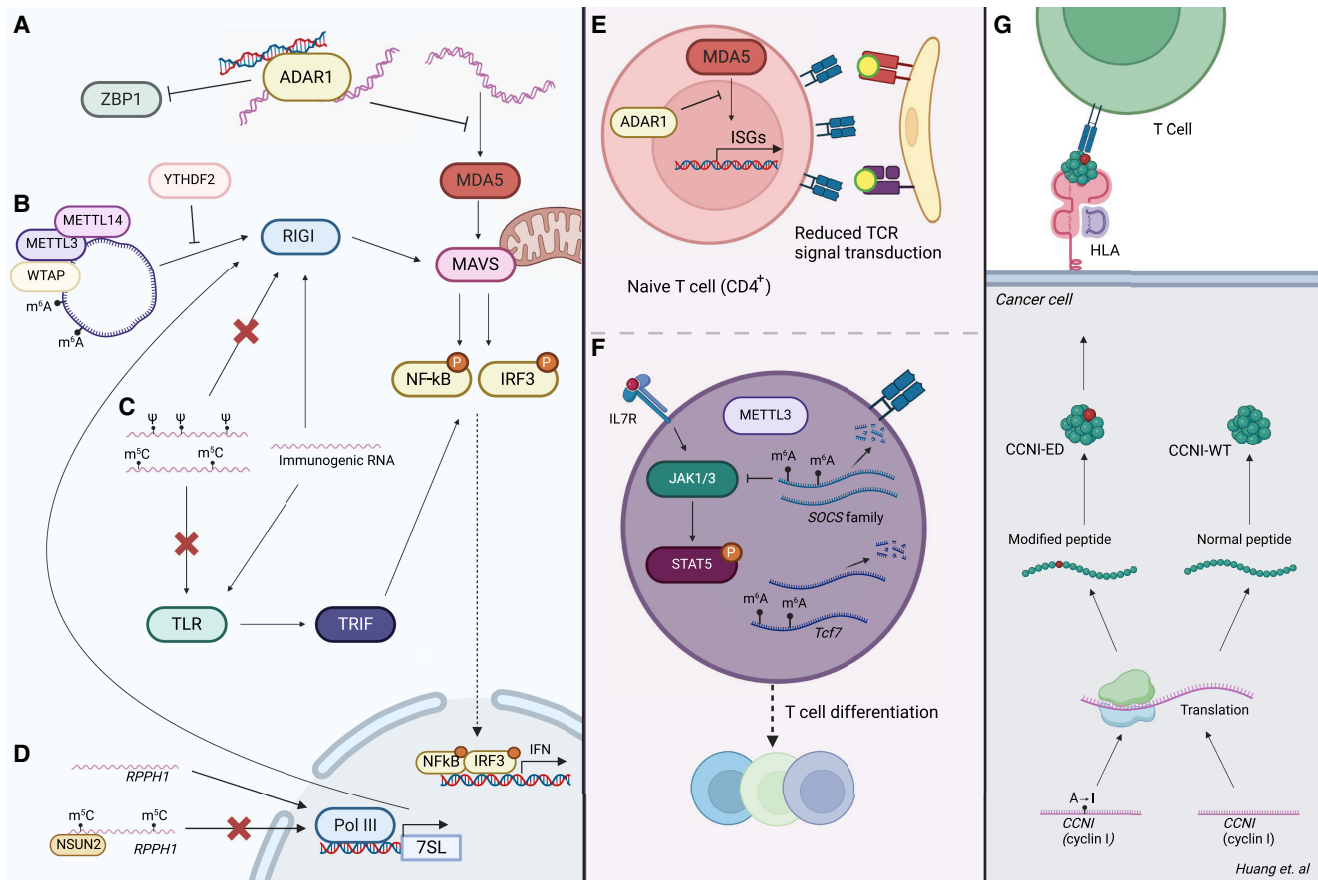 A
ADAR1
ZBP1
YTHDF2
MDA5
B
METTL14
METTL3
WTAP
RIGI
MAVS
m⁶A
m⁶A
P
P
NF-kB
IRF3
C
Ψ
Ψ
Ψ
m⁵C
m⁵C
Immunogenic RNA
TLR
TRIF
D
RPPH1
m⁵C
m⁵C
NSUN2
RPPH1
NFkB
IRF3
IFN
Pol III
7SL
E
MDA5
ADAR1
ISGs
Reduced TCR
signal transduction
Naive T cell (CD4⁺)
F
IL7R
METTL3
m⁶A
m⁶A
JAK1/3
SOCS family
STAT5
P
m⁶A
m⁶A
Tcf7
T cell differentiation
G
T Cell
HLA
Cancer cell
CCNI-ED
CCNI-WT
Modified peptide
Normal peptide
Translation
A→I
CCNI
(cyclin I)
CCNI
(cyclin I)
Huang et. al